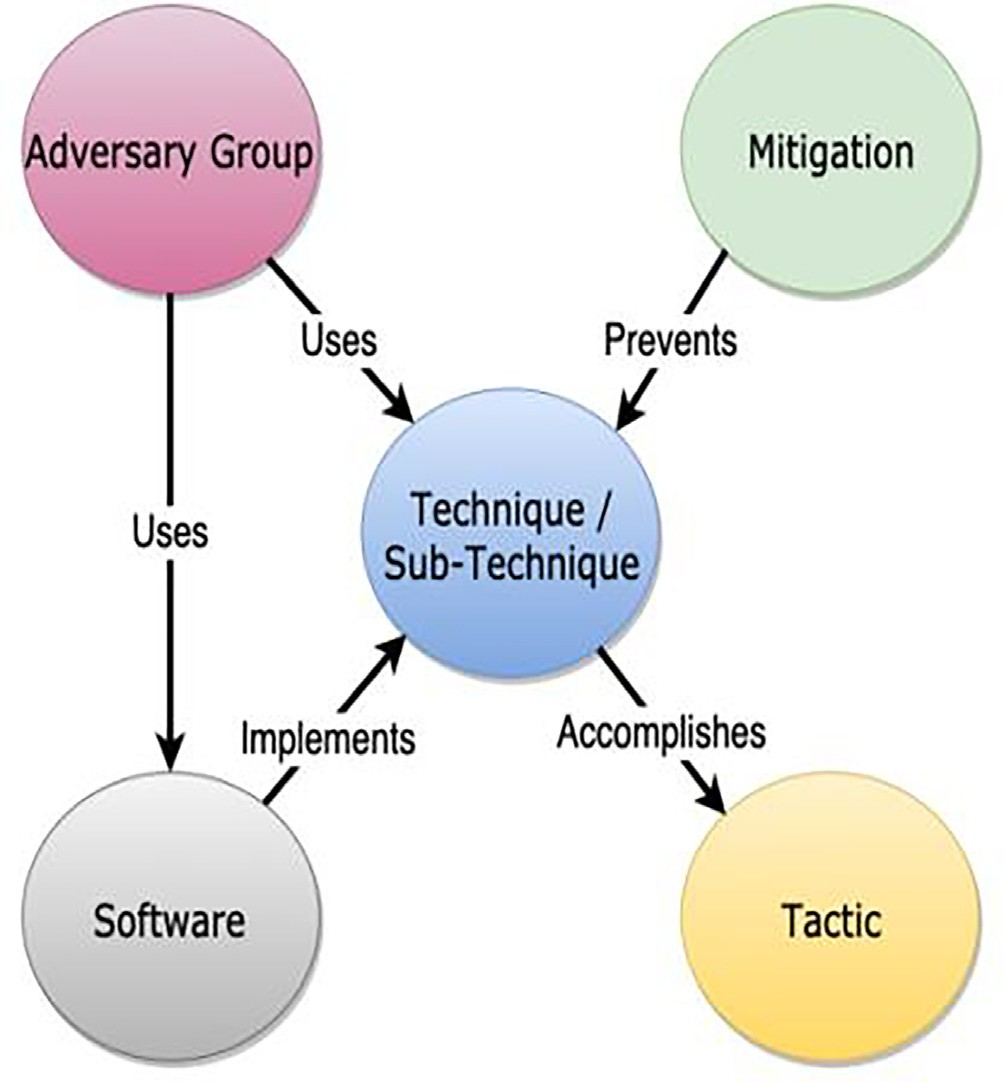 Adversary Group
Mitigation
Uses
Prevents
Technique /
Sub-Technique
Uses
Implements
Accomplishes
Software
Tactic